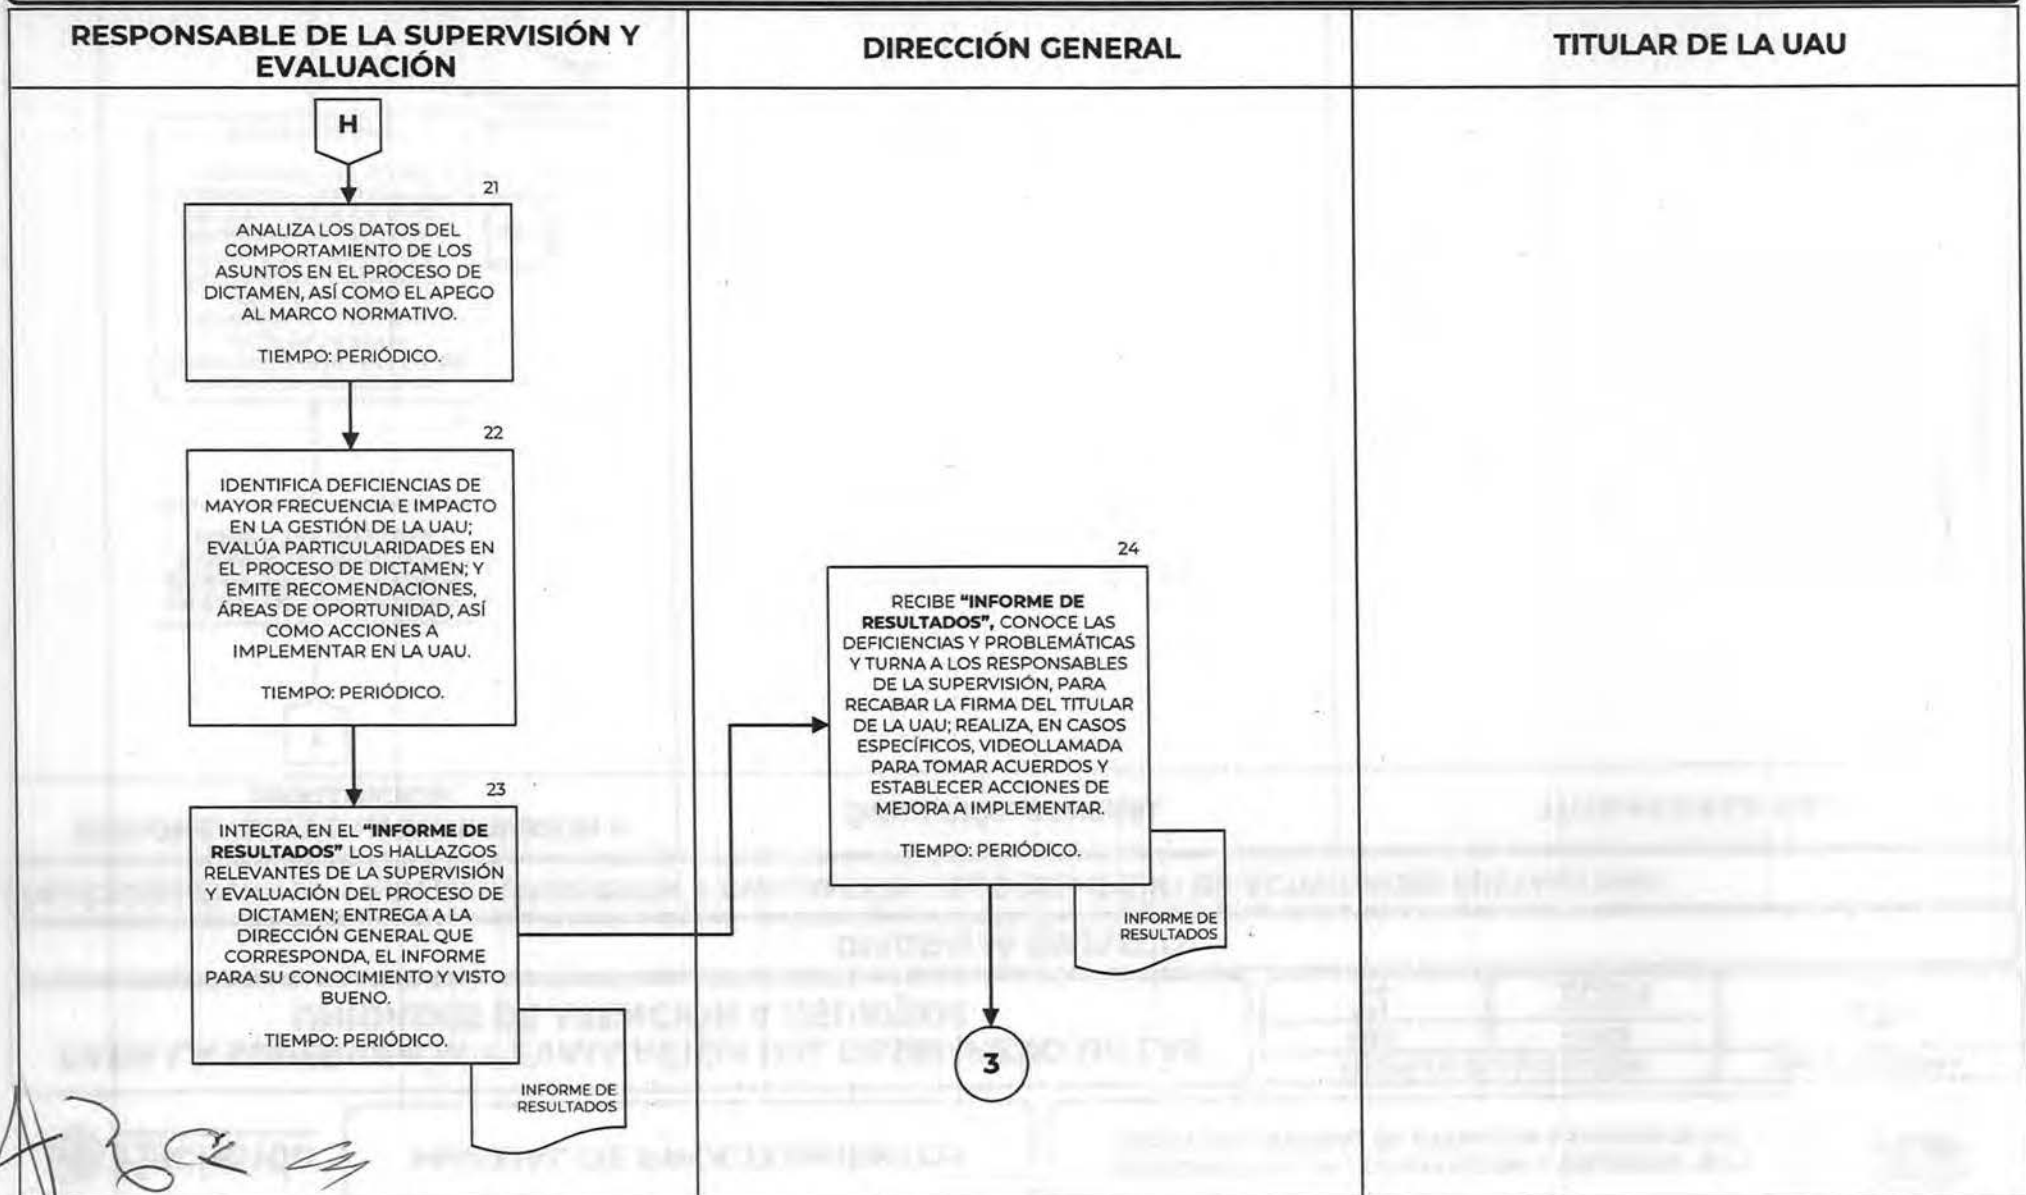 RESPONSABLE DE LA SUPERVISIÓN Y
EVALUACIÓN
DIRECCIÓN GENERAL
TITULAR DE LA UAU
H
21
ANALIZA LOS DATOS DEL
COMPORTAMIENTO DE LOS
ASUNTOS EN EL PROCESO DE
DICTAMEN, ASÍ COMO EL APEGO
AL MARCO NORMATIVO.
TIEMPO: PERIÓDICO.
22
IDENTIFICA DEFICIENCIAS DE
MAYOR FRECUENCIA E IMPACTO
EN LA GESTIÓN DE LA UAU;
EVALÚA PARTICULARIDADES EN
EL PROCESO DE DICTAMEN; Y
EMITE RECOMENDACIONES,
ÁREAS DE OPORTUNIDAD, ASÍ
COMO ACCIONES A
IMPLEMENTAR EN LA UAU.
TIEMPO: PERIÓDICO.
23
INTEGRA, EN EL "INFORME DE
RESULTADOS" LOS HALLAZGOS
RELEVANTES DE LA SUPERVISIÓN
Y EVALUACIÓN DEL PROCESO DE
DICTAMEN; ENTREGA A LA
DIRECCIÓN GENERAL QUE
CORRESPONDA, EL INFORME
PARA SU CONOCIMIENTO Y VISTO
BUENO.
TIEMPO: PERIÓDICO.
INFORME DE
RESULTADOS
24
RECIBE "INFORME DE
RESULTADOS", CONOCE LAS
DEFICIENCIAS Y PROBLEMÁTICAS
Y TURNA A LOS RESPONSABLES
DE LA SUPERVISIÓN, PARA
RECABAR LA FIRMA DEL TITULAR
DE LA UAU; REALIZA, EN CASOS
ESPECÍFICOS, VIDEOLLAMADA
PARA TOMAR ACUERDOS Y
ESTABLECER ACCIONES DE
MEJORA A IMPLEMENTAR.
TIEMPO: PERIÓDICO.
INFORME DE
RESULTADOS
3